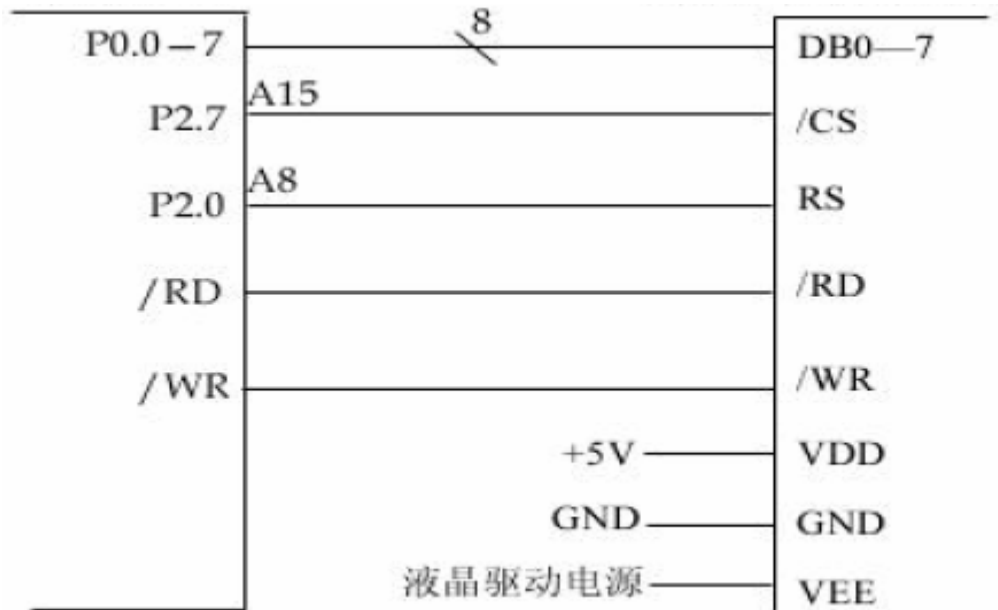 8
P0.0－7 DB0—7
A15
P2.7 /CS
A8
P2.0 RS
/RD /RD
/WR /WR
+5V VDD
GND GND
液晶驱动电源 VEE